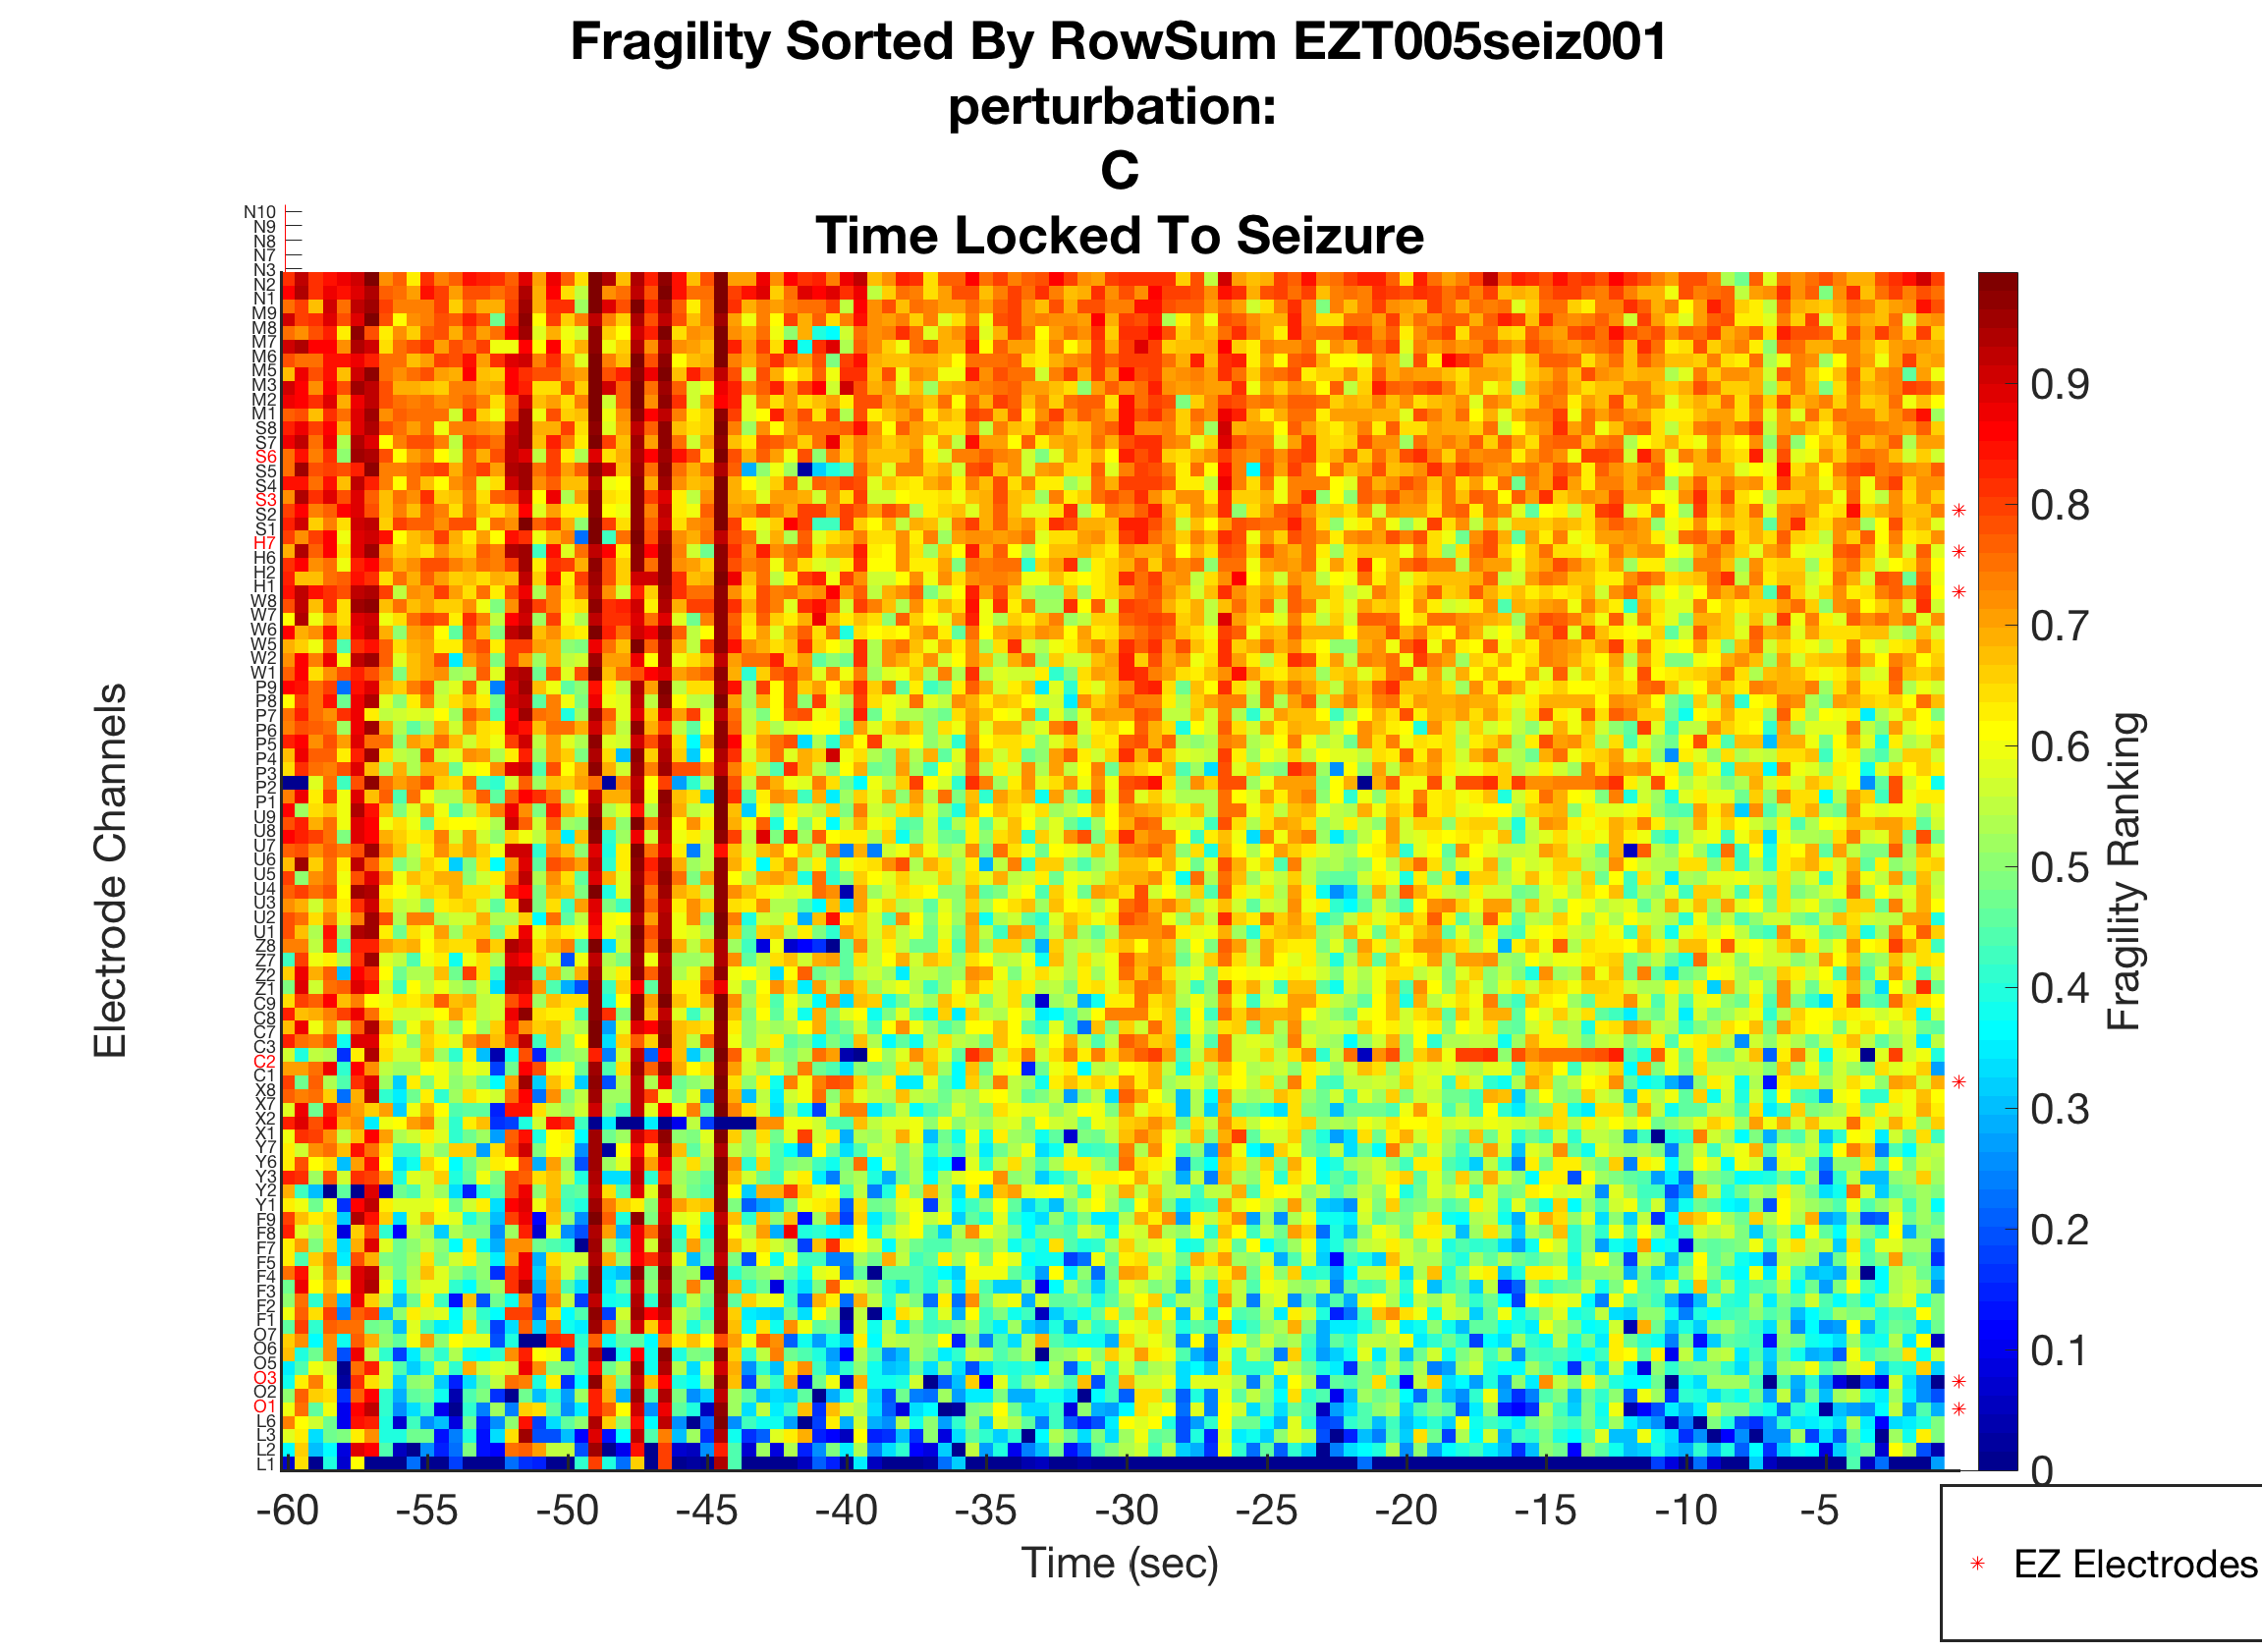 Fragility Sorted By RowSum EZT005seiz001
perturbation:
C
Time Locked To Seizure
N10
N9
N8
N7
N3
N2
N1
M9
M8
M7
M6
M5
M3
M2
M1
S8
S7
S6
S5
S4
S3
S2
S1
H7
H6
H2
H1
W8
W7
W6
W5
W2
W1
P9
P8
P7
P6
P5
P4
P3
P2
P1
U9
U8
U7
U6
U5
U4
U3
U2
U1
Z8
Z7
Z2
Z1
C9
C8
C7
C3
C2
C1
X8
X7
X2
X1
Y7
Y6
Y3
Y2
Y1
F9
F8
F7
F5
F4
F3
F2
F1
O7
O6
O5
O3
O2
O1
L6
L3
L2
L1
Electrode Channels
-60 -55 -50 -45 -40 -35 -30 -25 -20 -15 -10 -5
Time (sec)
0.9
0.8
0.7
0.6
0.5
0.4
0.3
0.2
0.1
0
Fragility Ranking
EZ Electrodes